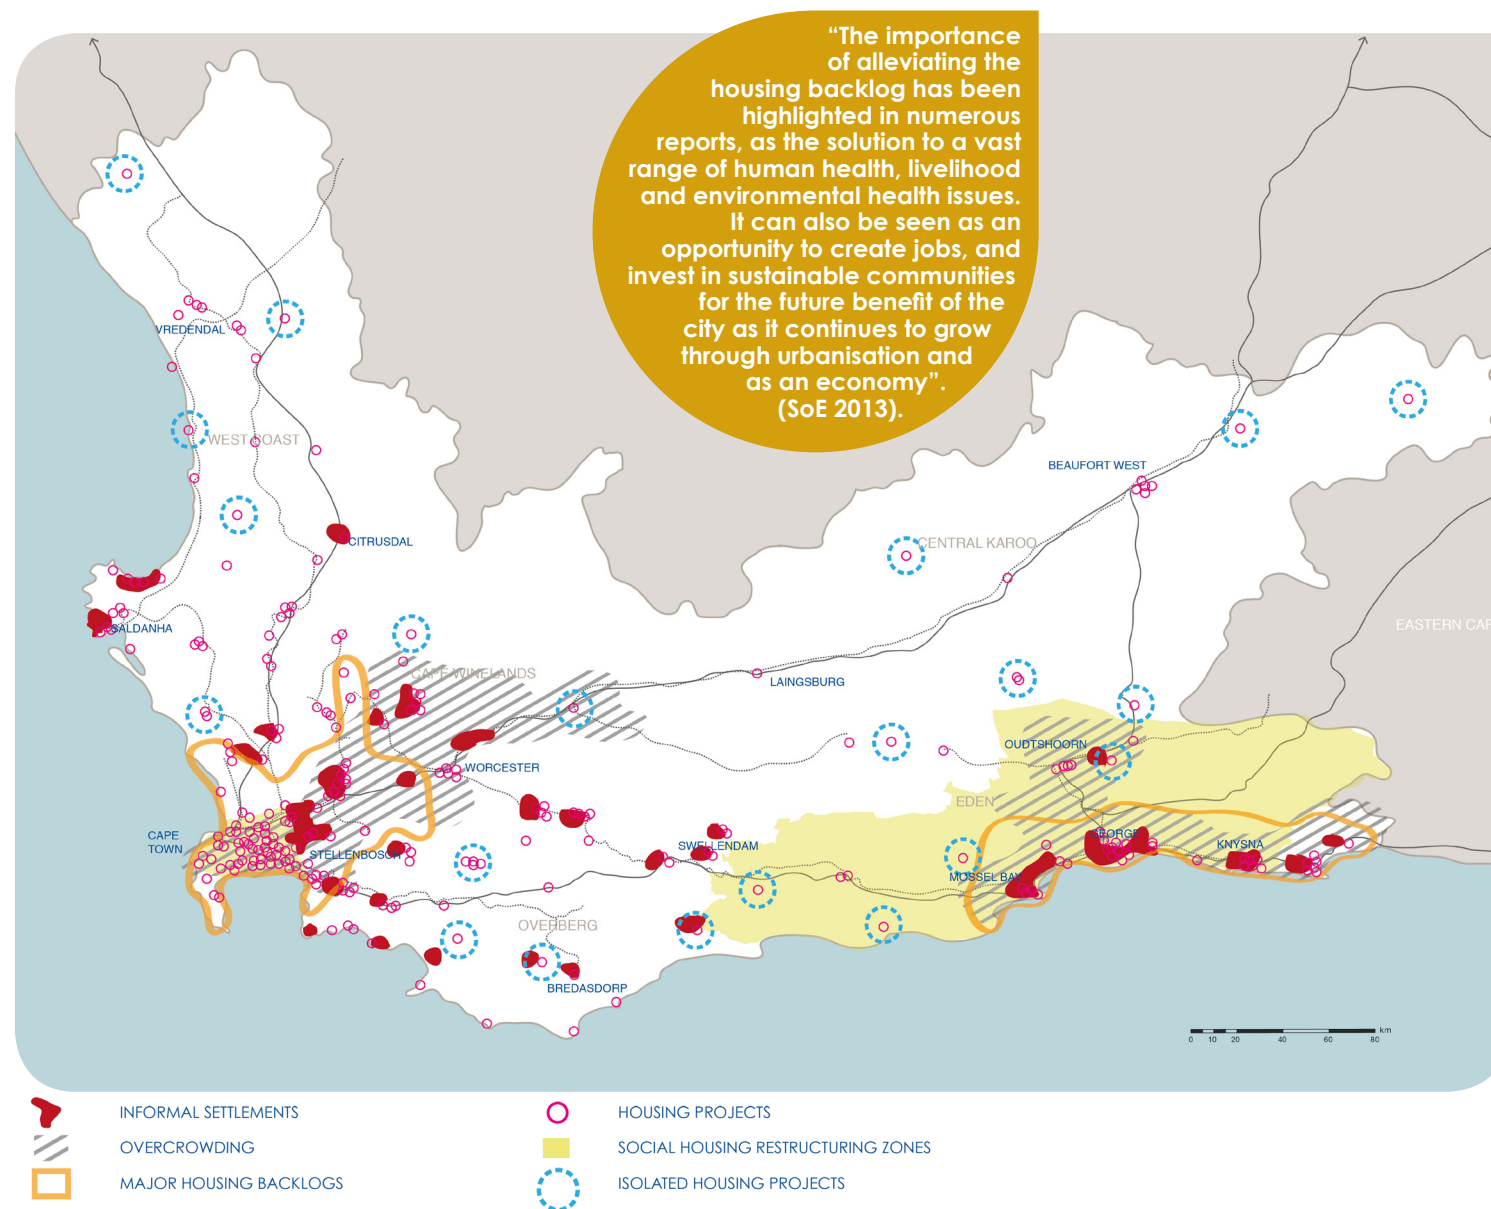 “The importance
of alleviating the
housing backlog has been
highlighted in numerous
reports, as the solution to a vast
range of human health, livelihood
and environmental health issues.
It can also be seen as an
opportunity to create jobs, and
invest in sustainable communities
for the future benefit of the
city as it continues to grow
through urbanisation and
as an economy”.
(SoE 2013).
VREDENDAL
WEST COAST
BEAUFORT WEST
CITRUSDAL
CENTRAL KAROO
SALDANHA
EASTERN CAP
CAPE WINELANDS
LAINGSBURG
OUDTSHOORN
WORCESTER
EDEN
CAPE
TOWN
STELLENBOSCH
SWELLENDAM
GEORGE
KNYSNA
MOSSEL BAY
OVERBERG
BREDASDORP
km
0 10 20 40 60 80
INFORMAL SETTLEMENTS
OVERCROWDING
MAJOR HOUSING BACKLOGS
HOUSING PROJECTS
SOCIAL HOUSING RESTRUCTURING ZONES
ISOLATED HOUSING PROJECTS